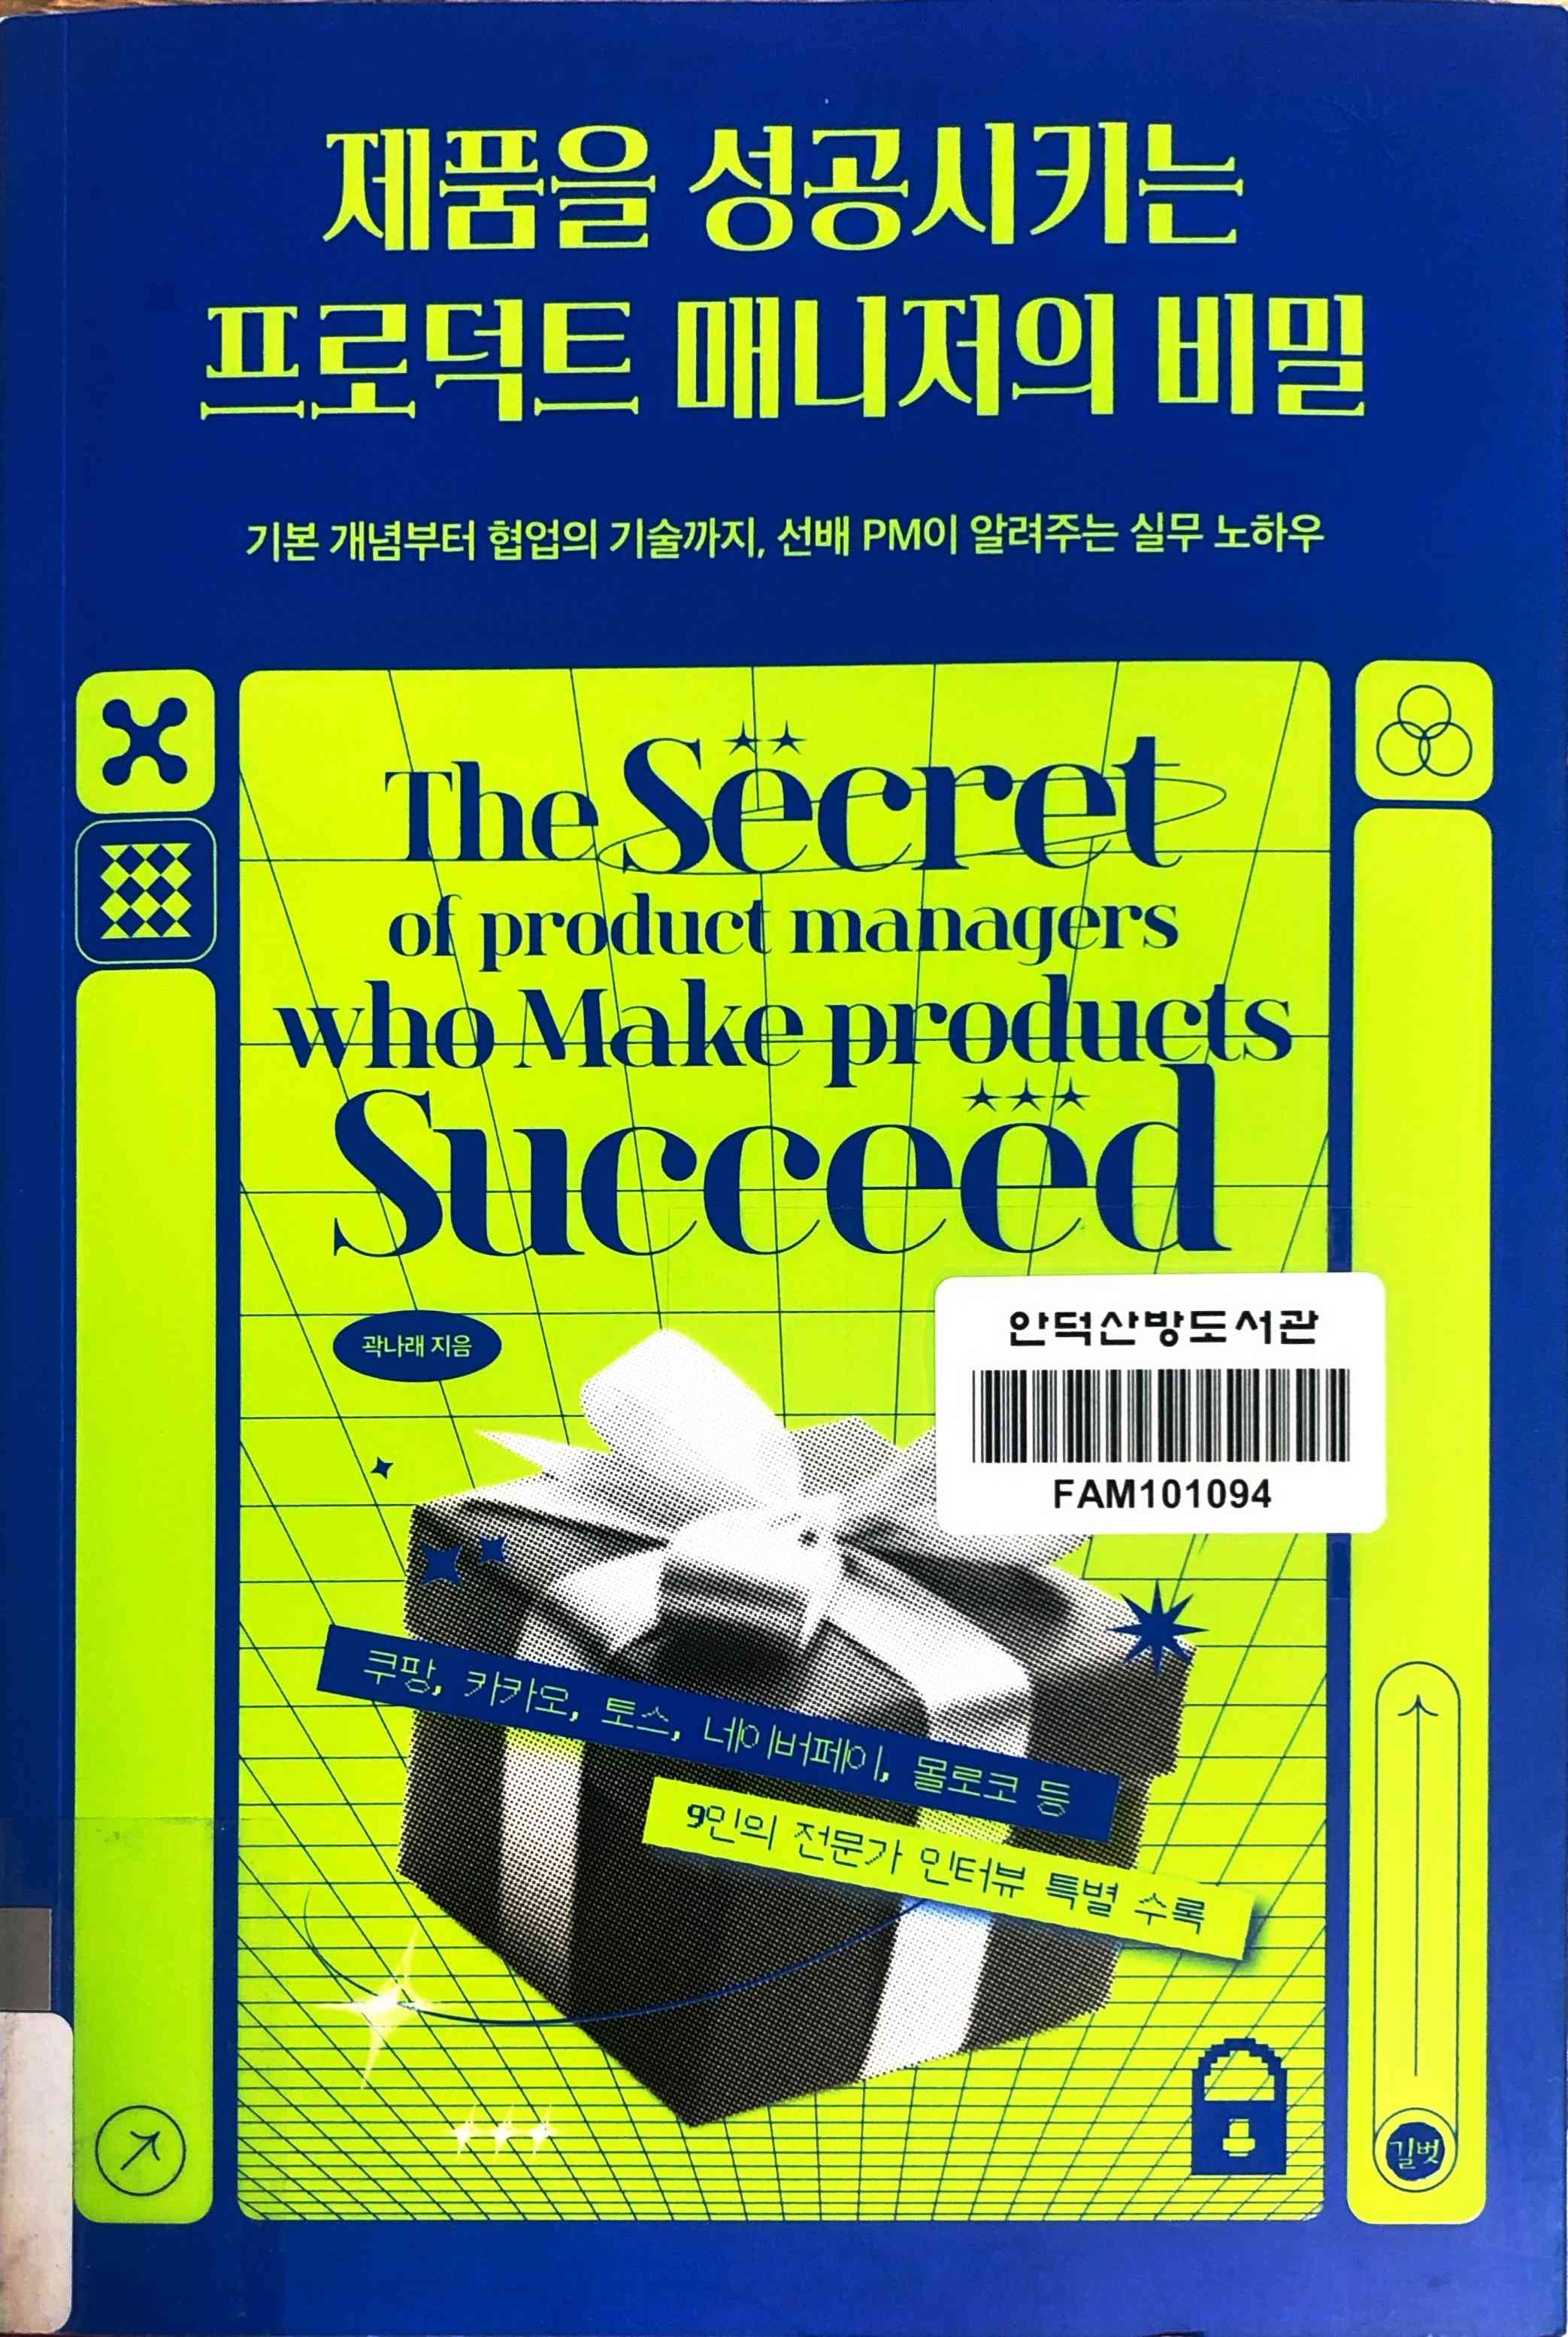 제품을 성공시키는
프로덕트 매니저의 비밀
기본 개념부터 협업의 기술까지, 선배 PM이 알려주는 실무 노하우
The Secret
of product managers
who Make products
Succeed
곽나래 지음
안덕산방도서관
FAM101094
쿠팡, 카카오, 토스, 네이버페이, 몰로코 등
9인의 전문가 인터뷰 특별 수록
길벗